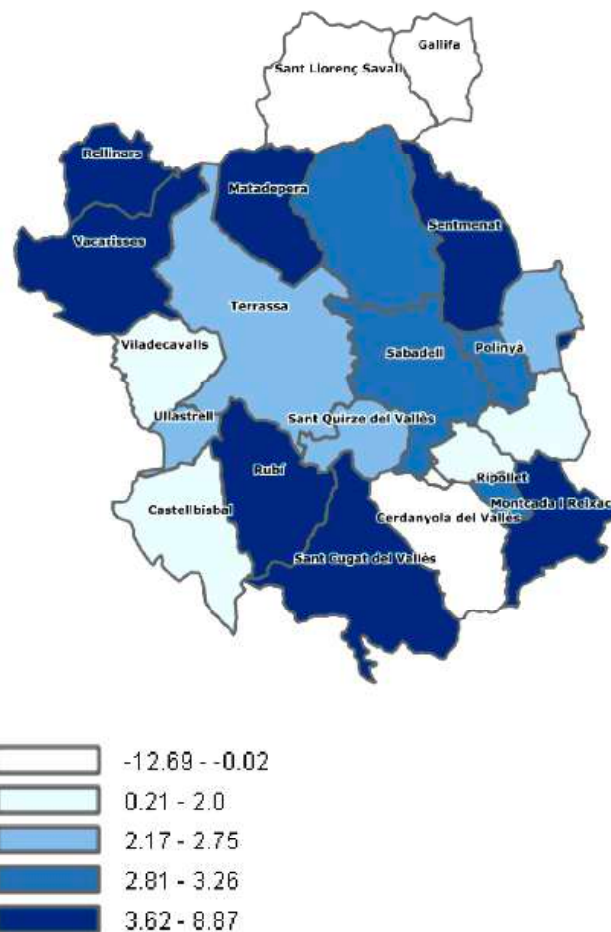 Gallifa
Sant Llorenç Savall
Rellinars
Matadepera
Sentmenat
Vacarisses
Terrassa
Viladecavalls
Sabadell
Polinyà
Ullastrell
Sant Quirze del Vallès
Rubí
Ripollet
Castellbisbal
Montcada i Reixac
Cerdanyola del Vallès
Sant Cugat del Vallès
-12.69 - -0.02
0.21 - 2.0
2.17 - 2.75
2.81 - 3.26
3.62 - 8.87